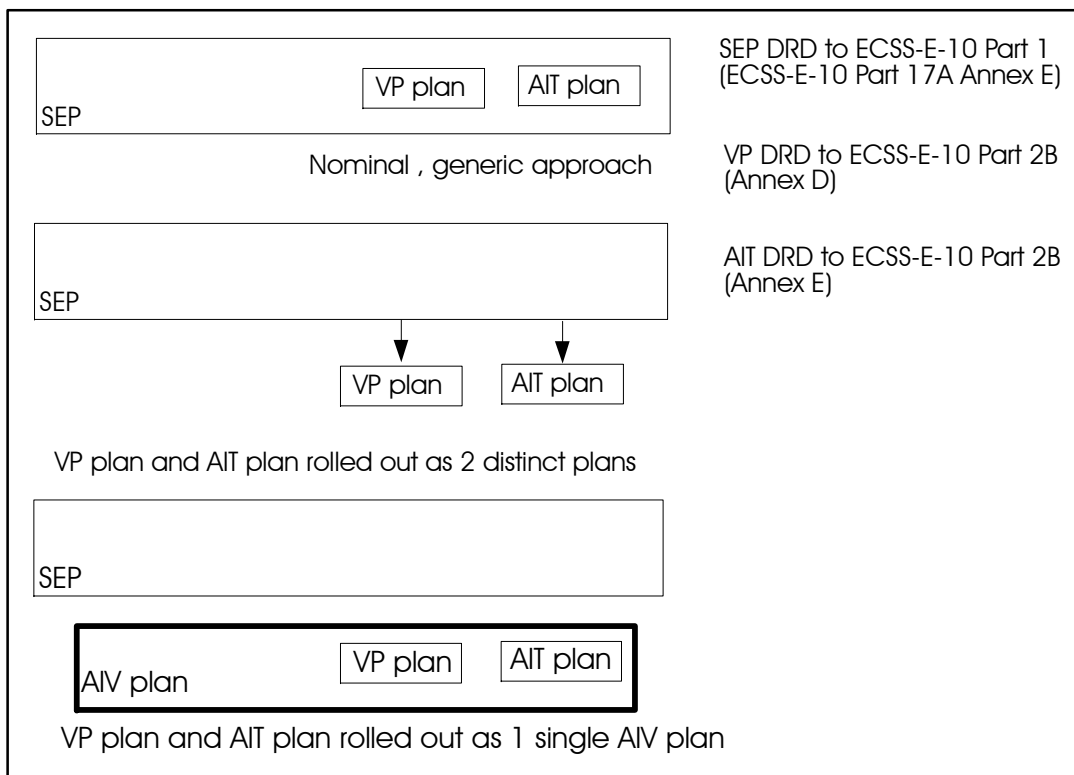 SEP DRD to ECSS-E-10 Part 1
(ECSS-E-10 Part 17A Annex E)
VP plan
AIT plan
SEP
Nominal , generic approach
VP DRD to ECSS-E-10 Part 2B
(Annex D)
AIT DRD to ECSS-E-10 Part 2B
(Annex E)
SEP
VP plan
AIT plan
VP plan and AIT plan rolled out as 2 distinct plans
SEP
VP plan
AIT plan
AIV plan
VP plan and AIT plan rolled out as 1 single AIV plan